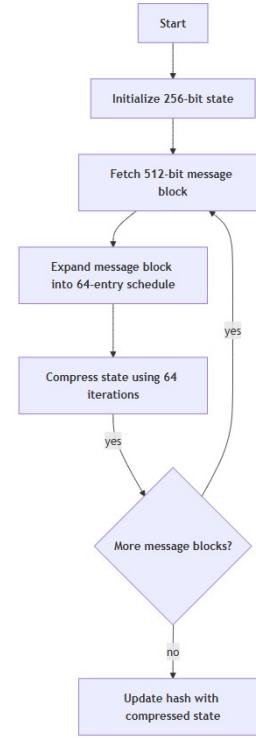 Start
Initialize 256-bit state
Fetch 512-bit message
block
Expand message block
into 64-entry schedule
yes
Compress state using 64
iterations
yes
More message blocks?
no
Update hash with
compressed state